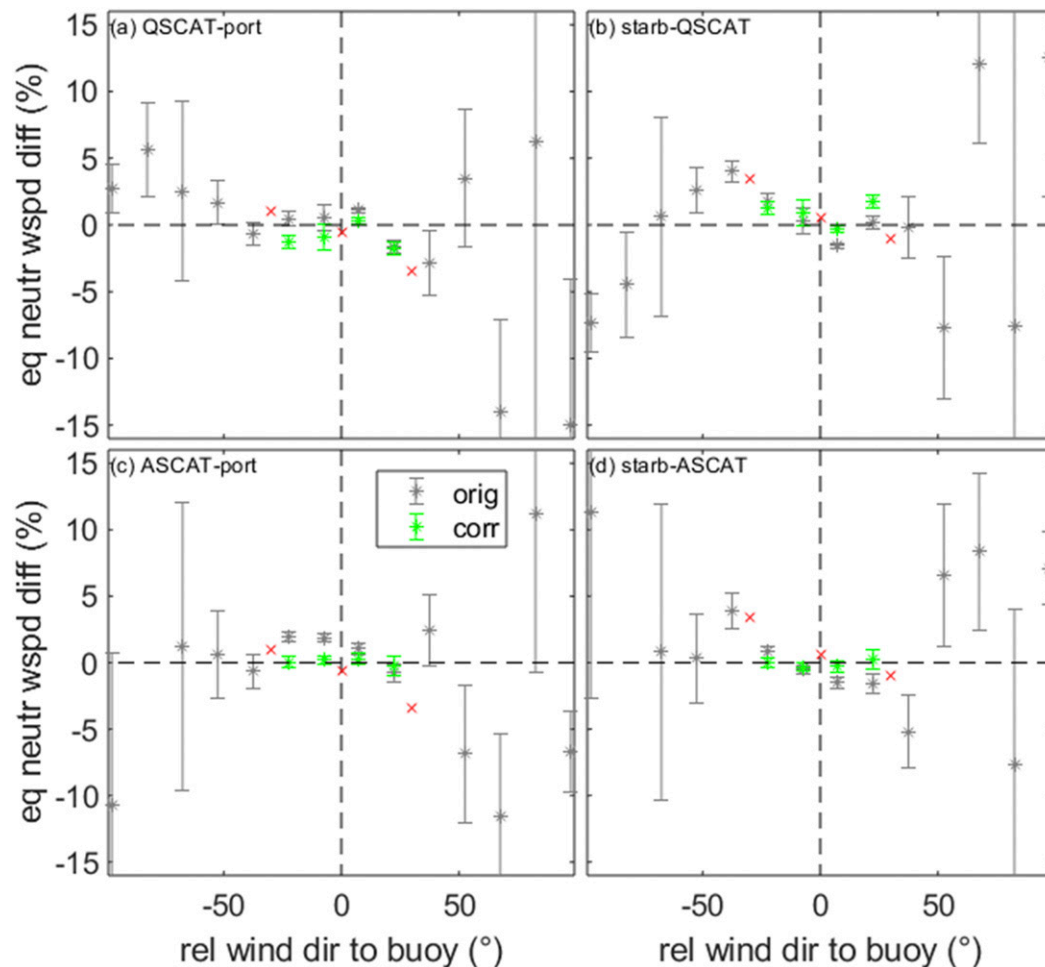 (a) QSCAT-port
(b) starb-QSCAT
eq neutr wspd diff (%)
15
10
5
0
-5
-10
-15
(c) ASCAT-port
(d) starb-ASCAT
orig
corr
eq neutr wspd diff (%)
15
10
5
0
-5
-10
-15
-50 0 50
-50 0 50
rel wind dir to buoy (°)
rel wind dir to buoy (°)